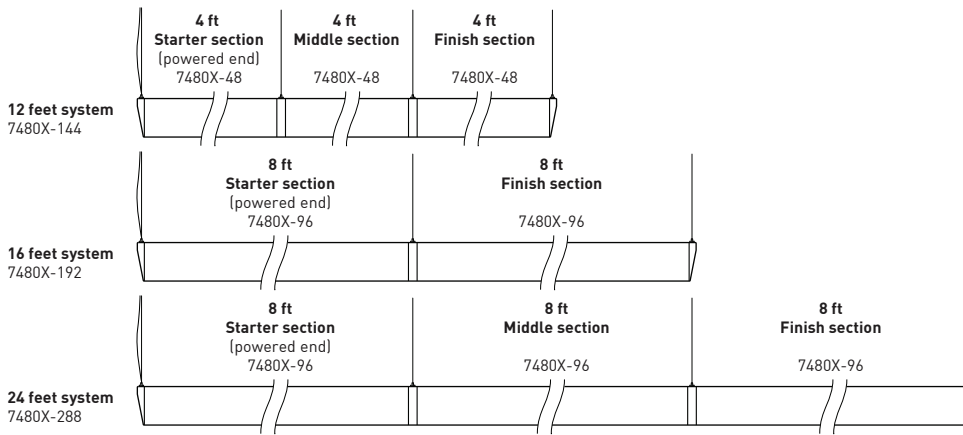 4 ft
Starter section
(powered end)
7480X-48
4 ft
Middle section
7480X-48
4 ft
Finish section
7480X-48
12 feet system
7480X-144
8 ft
Starter section
(powered end)
7480X-96
8 ft
Finish section
7480X-96
16 feet system
7480X-192
8 ft
Starter section
(powered end)
7480X-96
8 ft
Middle section
7480X-96
8 ft
Finish section
7480X-96
24 feet system
7480X-288